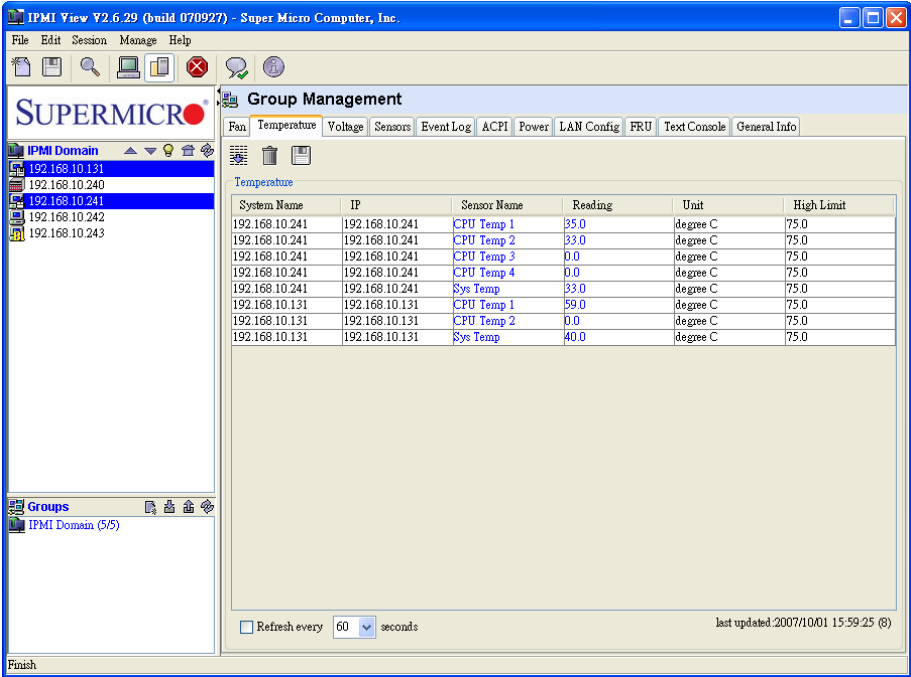 IPMI View V2.6.29 (build 070927) - Super Micro Computer, Inc.
File Edit Session Manage Help
SUPERMICRO
IPMI Domain
192.168.10.131
192.168.10.240
192.168.10.241
192.168.10.242
192.168.10.243
Groups
IPMI Domain (5/5)
Group Management
Fan Temperature Voltage Sensors Event Log ACPI Power LAN Config FRU Text Console General Info
Temperature
System Name IP Sensor Name Reading Unit High Limit
192.168.10.241 192.168.10.241 CPU Temp 1 35.0 degree C 75.0
192.168.10.241 192.168.10.241 CPU Temp 2 33.0 degree C 75.0
192.168.10.241 192.168.10.241 CPU Temp 3 0.0 degree C 75.0
192.168.10.241 192.168.10.241 CPU Temp 4 0.0 degree C 75.0
192.168.10.241 192.168.10.241 Sys Temp 33.0 degree C 75.0
192.168.10.131 192.168.10.131 CPU Temp 1 59.0 degree C 75.0
192.168.10.131 192.168.10.131 CPU Temp 2 0.0 degree C 75.0
192.168.10.131 192.168.10.131 Sys Temp 40.0 degree C 75.0
Refresh every 60 seconds
last updated:2007/10/01 15:59:25 (8)
Finish